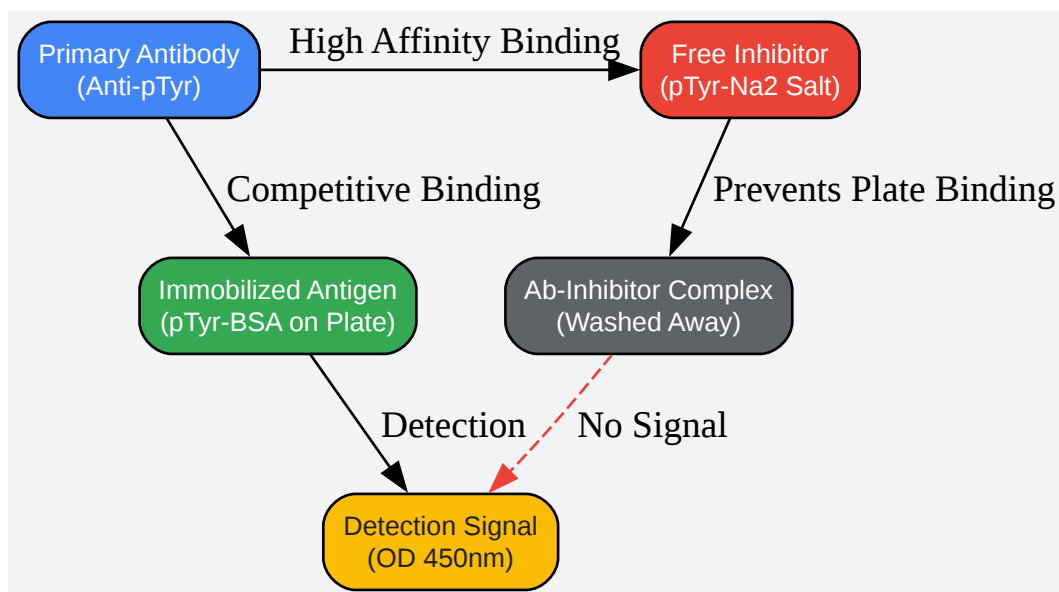 Primary Antibody
(Anti-pTyr)
High Affinity Binding
Free Inhibitor
(pTyr-Na2 Salt)
Competitive Binding
Prevents Plate Binding
Immobilized Antigen
(pTyr-BSA on Plate)
Ab-Inhibitor Complex
(Washed Away)
Detection
No Signal
Detection Signal
(OD 450nm)